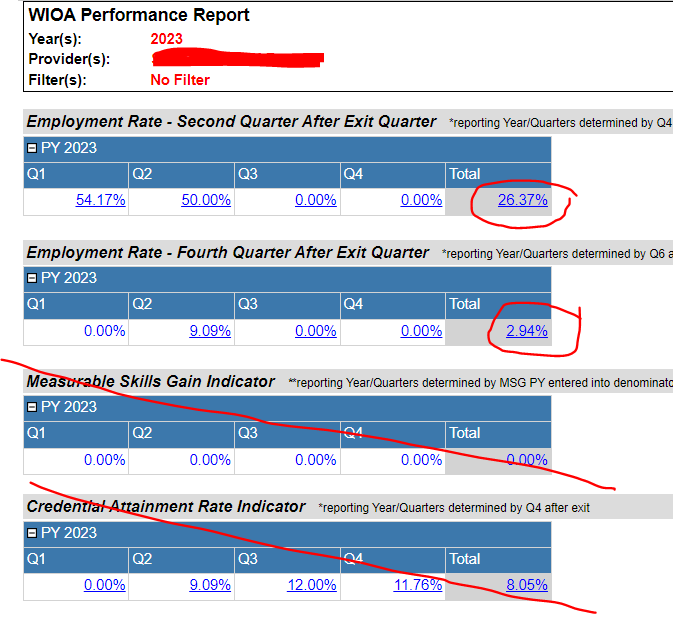 WIOA Performance Report
Year(s): 2023
Provider(s):
Filter(s): No Filter
Employment Rate - Second Quarter After Exit Quarter *reporting Year/Quarters determined by Q4
PY 2023
Q1 Q2 Q3 Q4 Total
54.17% 50.00% 0.00% 0.00% 26.37%
Employment Rate - Fourth Quarter After Exit Quarter *reporting Year/Quarters determined by Q6 a
PY 2023
Q1 Q2 Q3 Q4 Total
0.00% 9.09% 0.00% 0.00% 2.94%
Measurable Skills Gain Indicator **reporting Year/Quarters determined by MSG PY entered into denominato
PY 2023
Q1 Q2 Q3 Q4 Total
0.00% 0.00% 0.00% 0.00% 0.00%
Credential Attainment Rate Indicator *reporting Year/Quarters determined by Q4 after exit
PY 2023
Q1 Q2 Q3 Q4 Total
0.00% 9.09% 12.00% 11.76% 8.05%